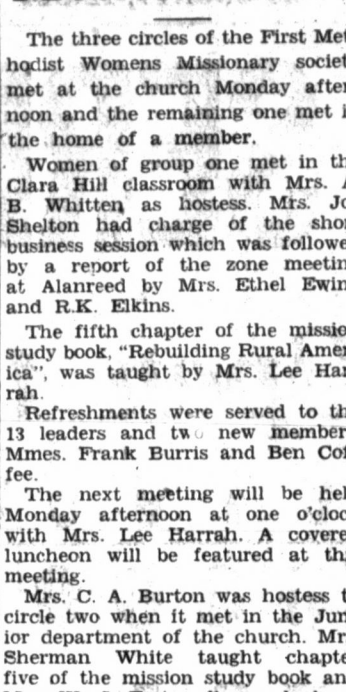 The three circles of the First Met
hodist Womens Missionary societ
met at the church Monday after
noon and the remaining one met i
the home of a member.
Women of group one met in th
Clara Hill classroom with Mrs. A
B. Whitten as hostess. Mrs. Jo
Shelton had charge of the shor
business session which was followe
by a report of the zone meetin
at Alanreed by Mrs. Ethel Ewin
and R.K. Elkins.
The fifth chapter of the missio
study book, "Rebuilding Rural Amer
ica", was taught by Mrs. Lee Har
rah.
Refreshments were served to th
13 leaders and two new member
Mmes. Frank Burris and Ben Cof
fee.
The next meeting will be hel
Monday afternoon at one o'cloc
with Mrs. Lee Harrah. A covere
luncheon will be featured at th
meeting.
Mrs. C. A. Burton was hostess t
circle two when it met in the Jun
ior department of the church. Mr
Sherman White taught chapte
five of the mission study book an